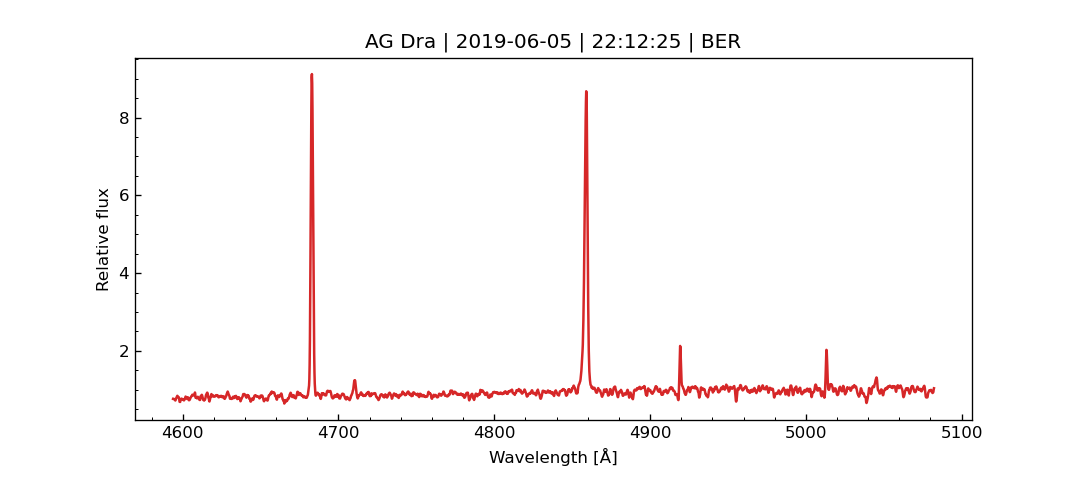 AG Dra | 2019-06-05 | 22:12:25 | BER
Relative flux
8
6
4
2
4600 4700 4800 4900 5000 5100
Wavelength [Å]